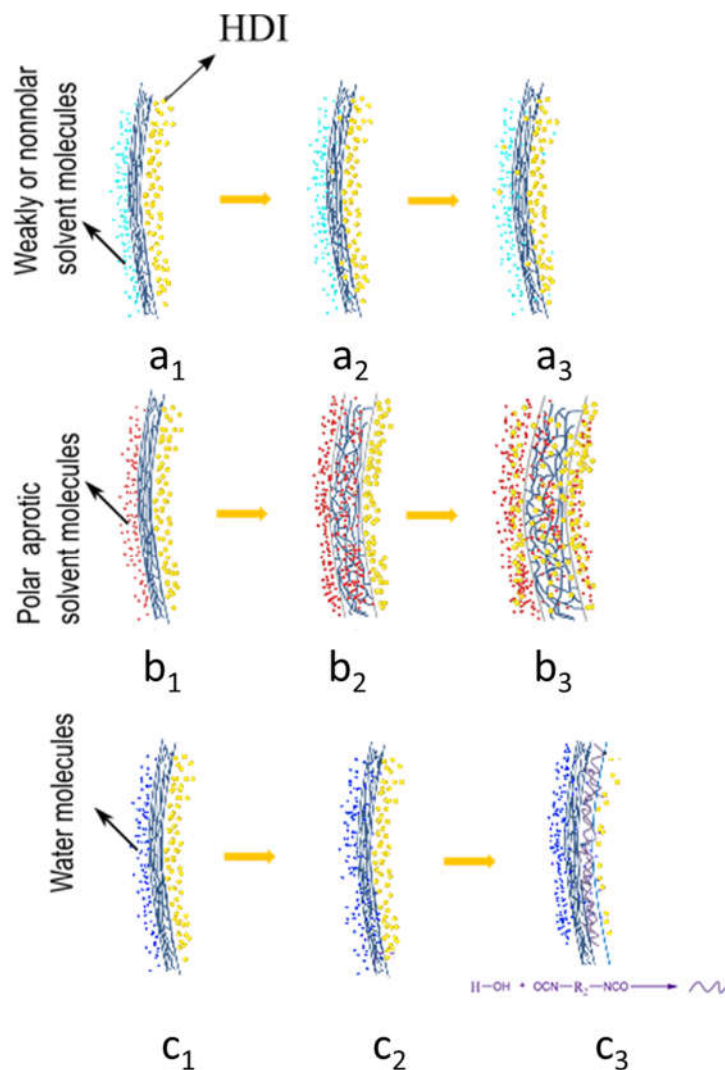 HDI
Weakly or nonnolar
solvent molecules
a1 a2 a3
Polar aprotic
solvent molecules
b1 b2 b3
Water molecules
H—OH + OCN—R2—NCO
c1 c2 c3